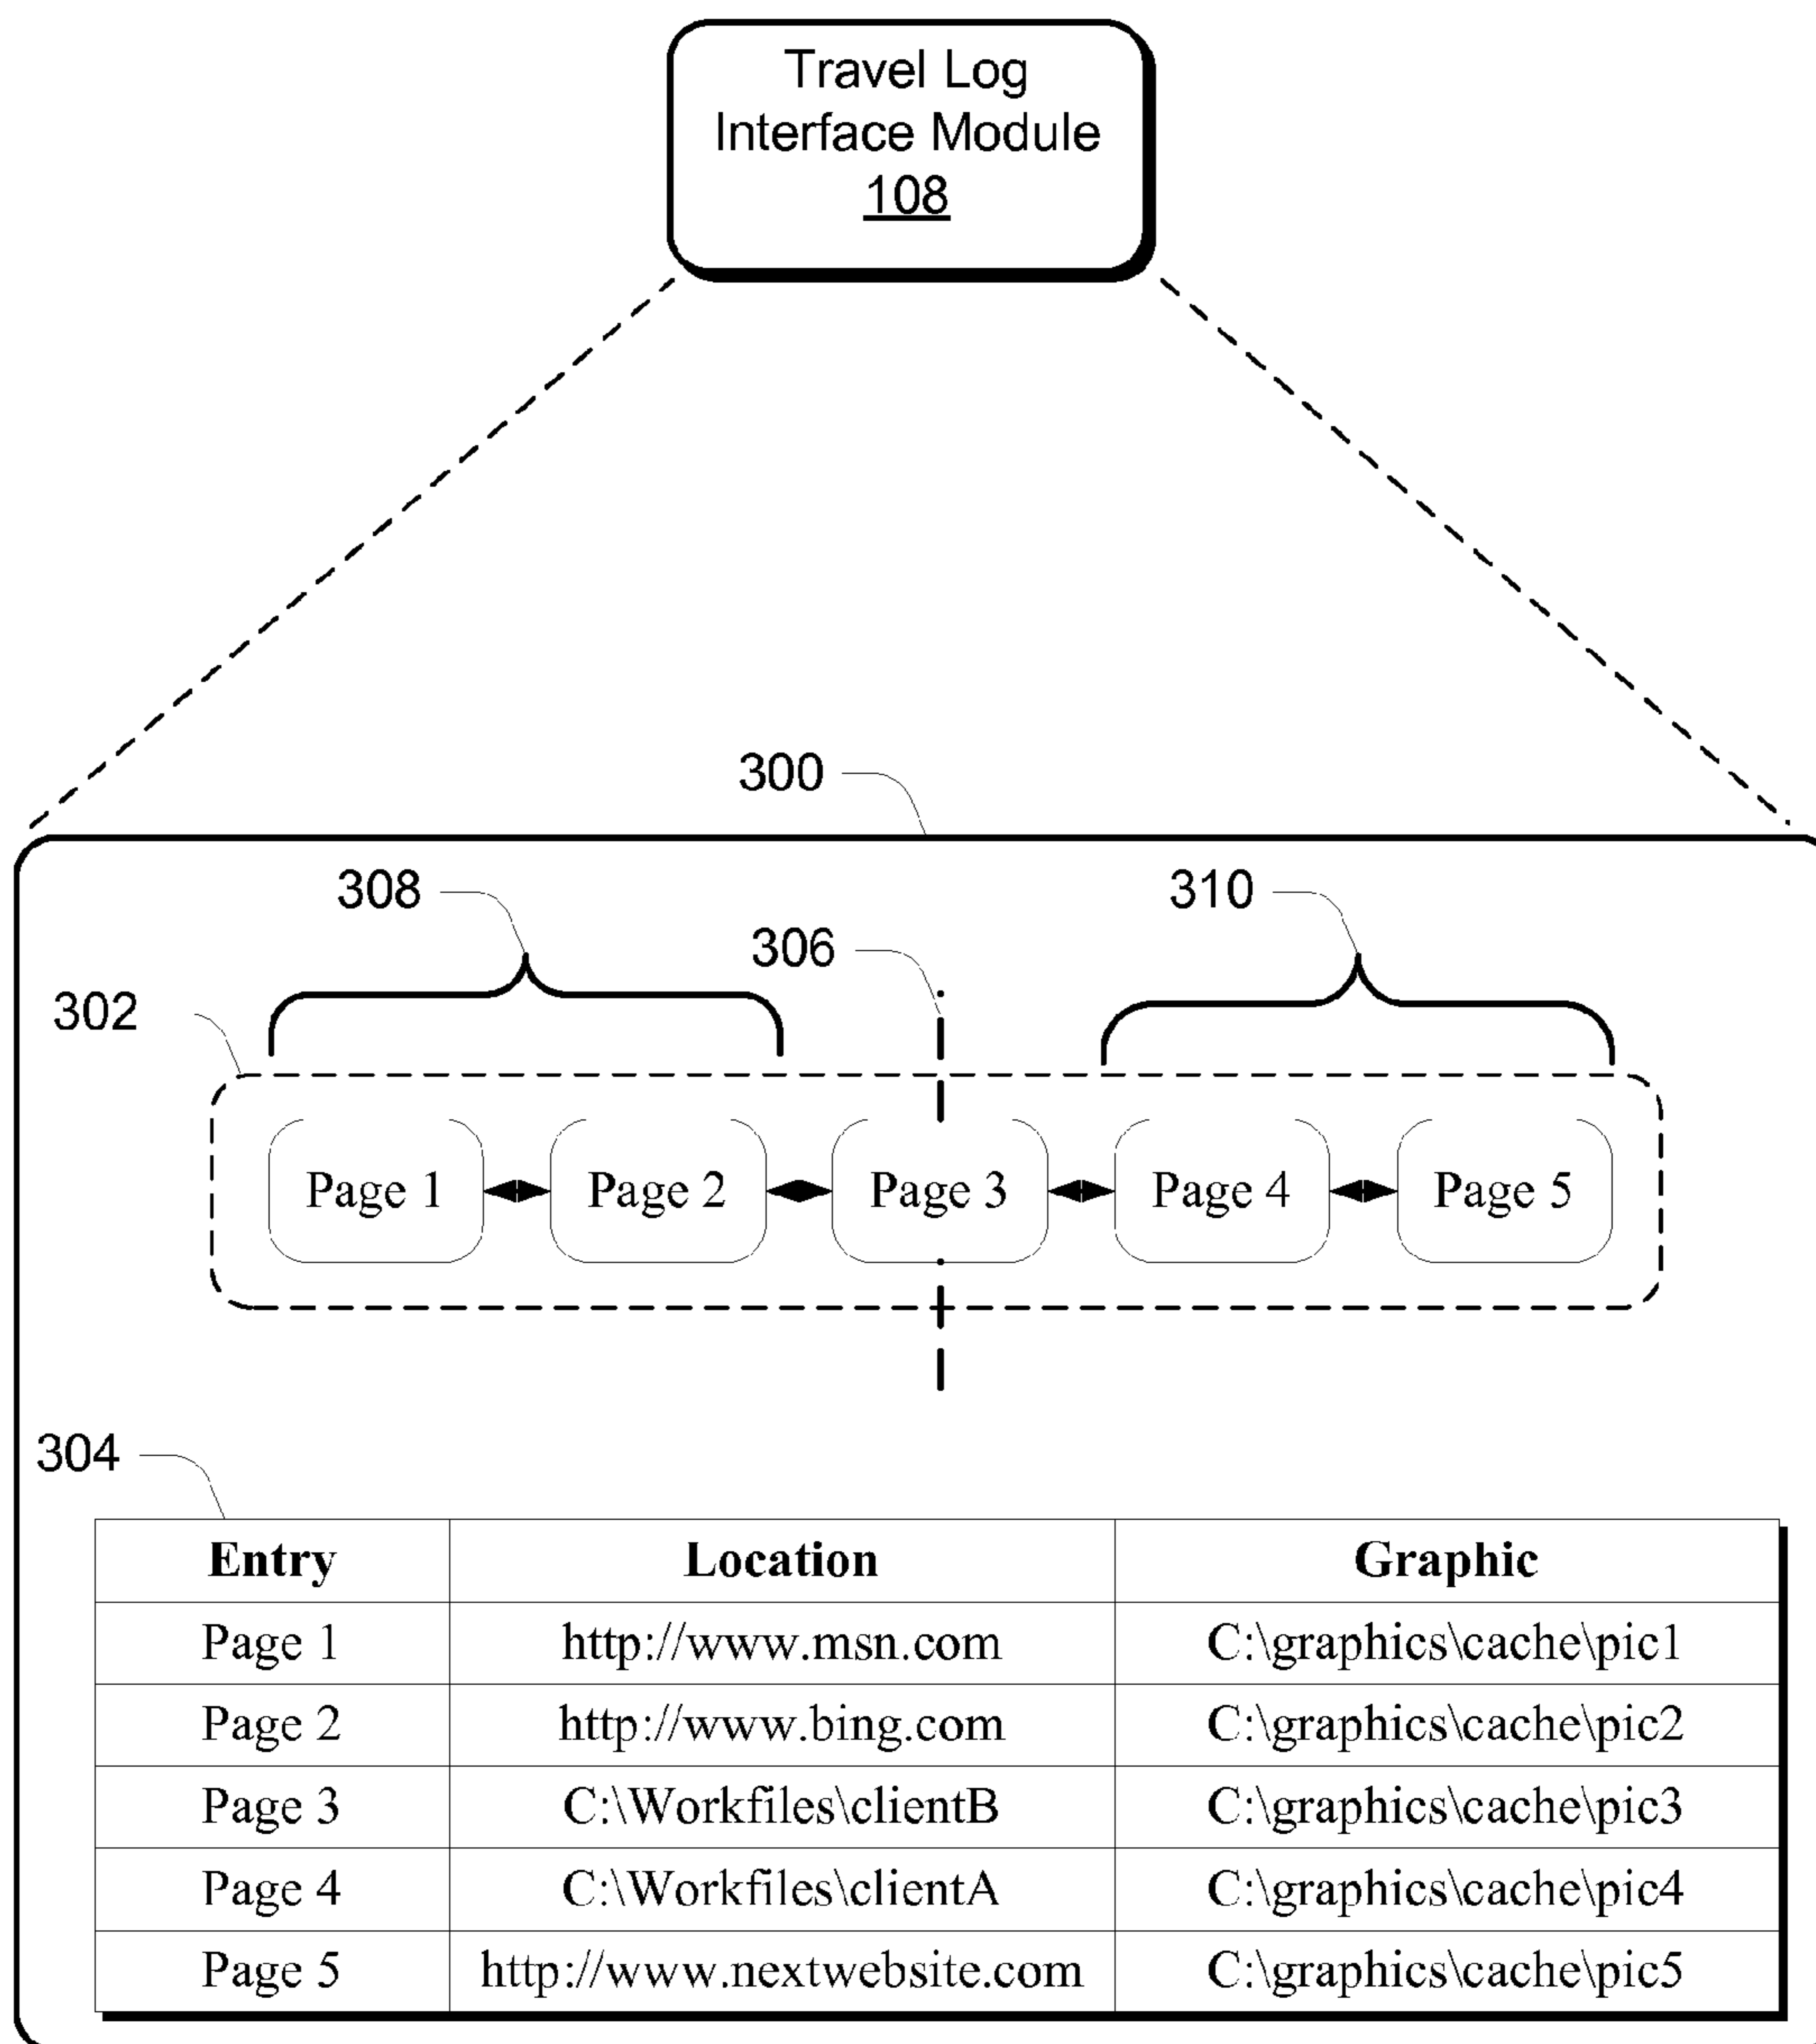 Travel Log
Interface Module
108
300
308
310
306
302
Page 1
Page 2
Page 3
Page 4
Page 5
304
Entry Location Graphic
Page 1 http://www.msn.com C:\graphics\cache\pic1
Page 2 http://www.bing.com C:\graphics\cache\pic2
Page 3 C:\Workfiles\clientB C:\graphics\cache\pic3
Page 4 C:\Workfiles\clientA C:\graphics\cache\pic4
Page 5 http://www.nextwebsite.com C:\graphics\cache\pic5